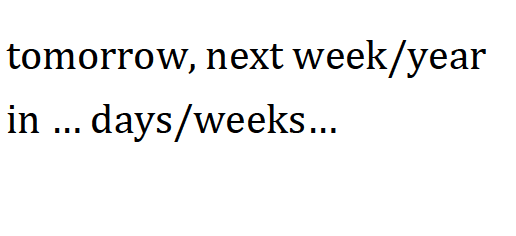 tomorrow, next week/year
in … days/weeks…